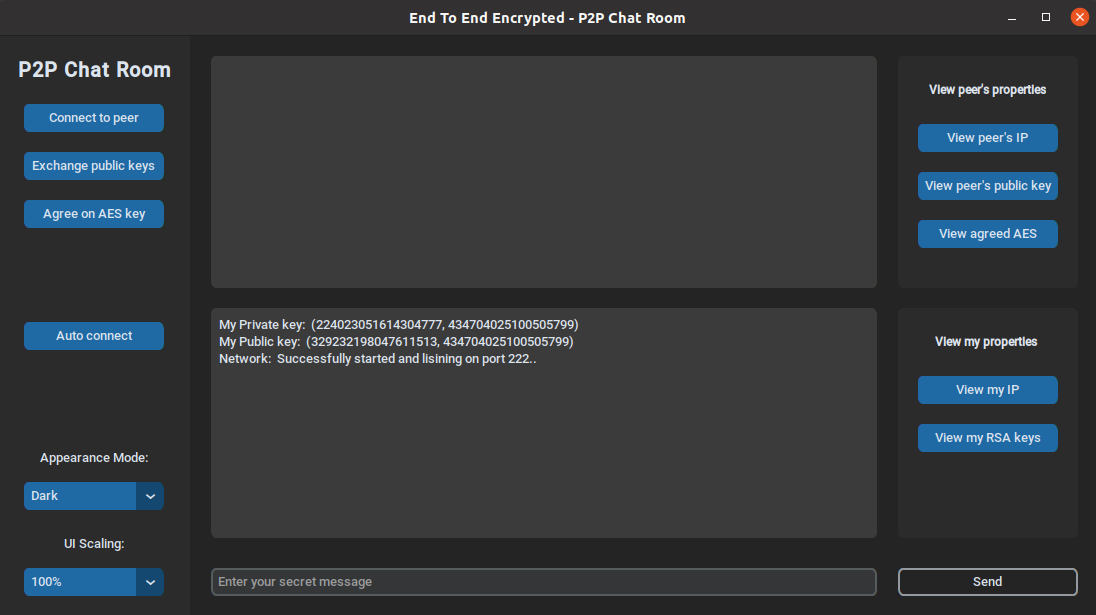 End To End Encrypted - P2P Chat Room
P2P Chat Room
Connect to peer
Exchange public keys
Agree on AES key
Auto connect
Appearance Mode:
Dark
UI Scaling:
100%
My Private key:  (224023051614304777, 434704025100505799)
My Public key:  (329232198047611513, 434704025100505799)
Network:  Successfully started and lisining on port 222..
Enter your secret message
View peer's properties
View peer's IP
View peer's public key
View agreed AES
View my properties
View my IP
View my RSA keys
Send